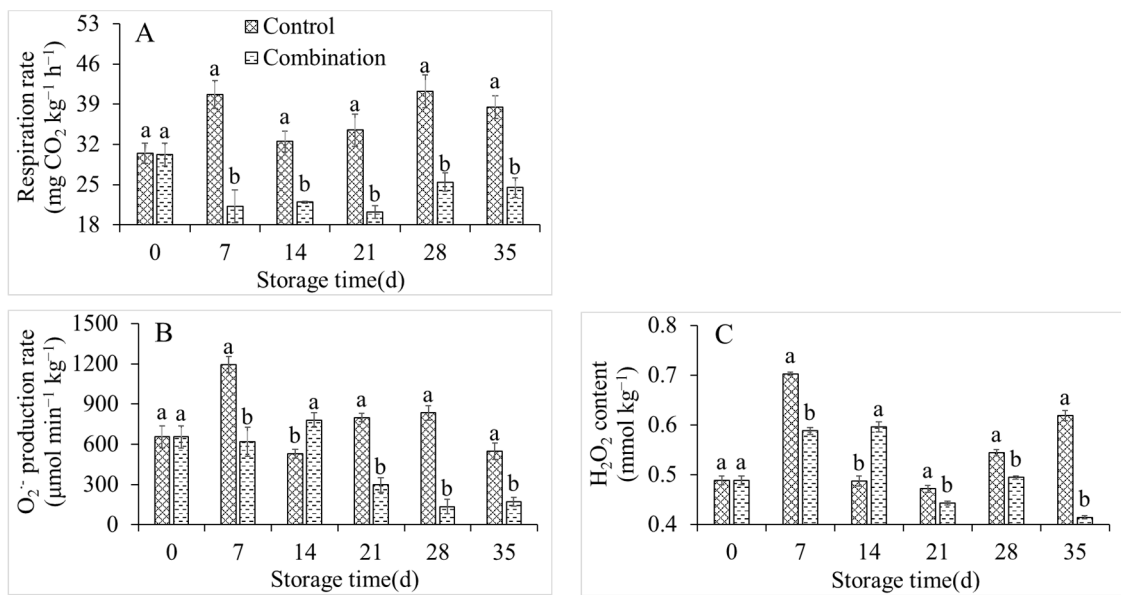 A
Control
Combination
Respiration rate
(mg CO₂ kg⁻¹ h⁻¹)
53
46
39
32
25
18
a a a b a b a b a b a b
0 7 14 21 28 35
Storage time(d)
B
O₂·⁻ production rate
(μmol min⁻¹ kg⁻¹)
1500
1200
900
600
300
0
a a a b b a a b a b a b
0 7 14 21 28 35
Storage time(d)
C
H₂O₂ content
(mmol kg⁻¹)
0.8
0.7
0.6
0.5
0.4
a a a b b a a b a b a b
0 7 14 21 28 35
Storage time(d)